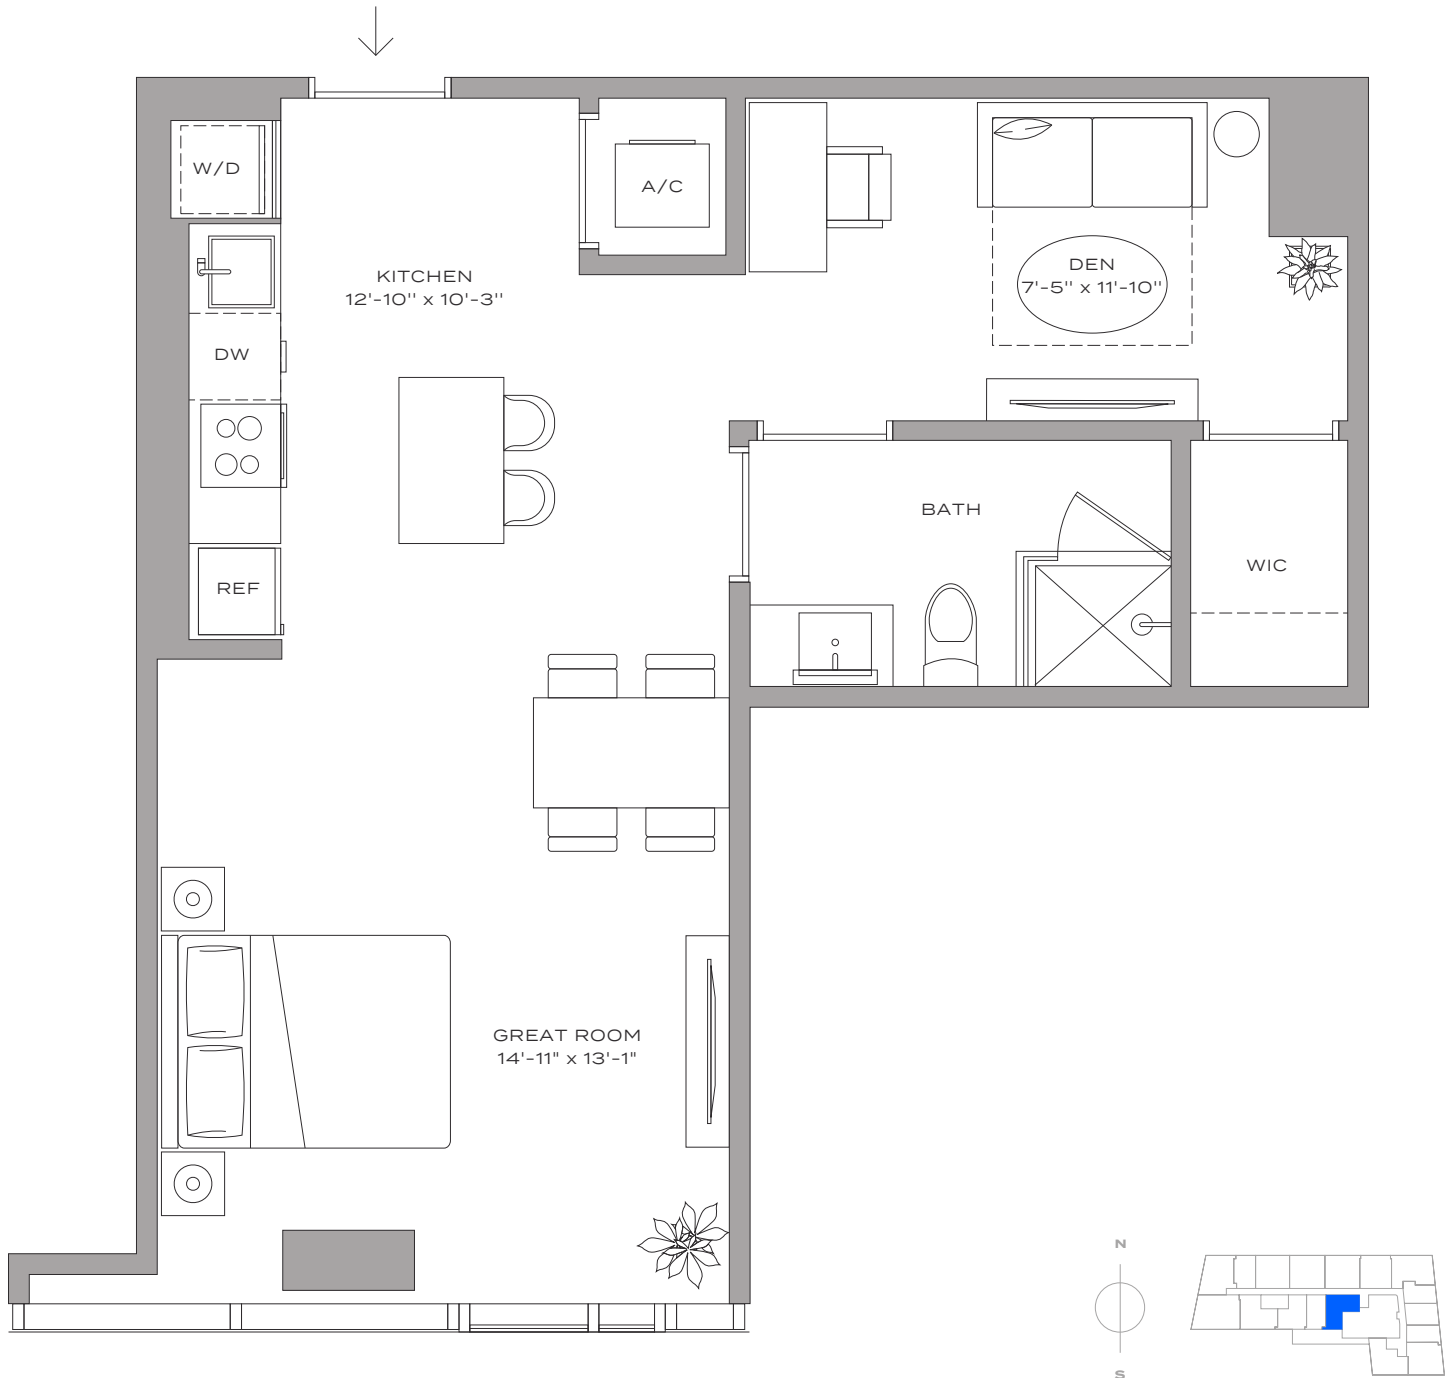 W/D
A/C
KITCHEN
12'-10'' x 10'-3''
DEN
7'-5'' x 11'-10''
DW
BATH
WIC
REF
GREAT ROOM
14'-11" x 13'-1"
N
S